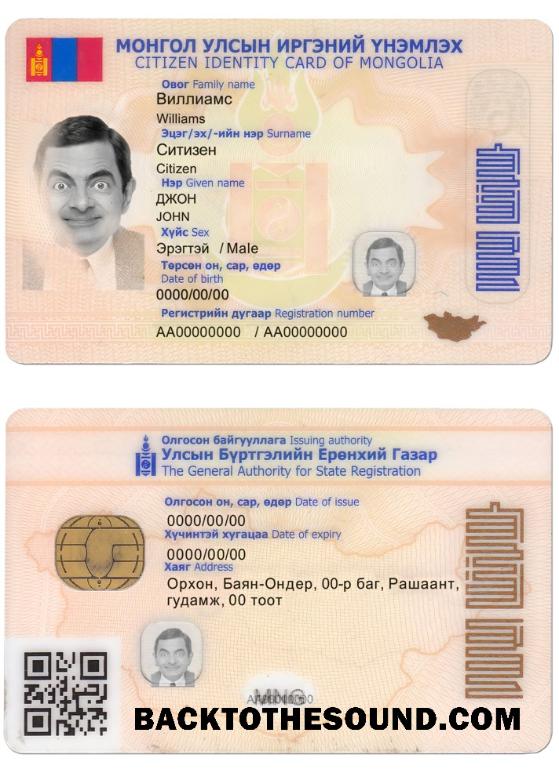 МОНГОЛ УЛСЫН ИРГЭНИЙ ҮНЭМЛЭХ
CITIZEN IDENTITY CARD OF MONGOLIA
Овог Family name
Виллиамс
Williams
Эцэг/эх/-ийн нэр Surname
Ситизен
Citizen
Нэр Given name
ДЖОН
JOHN
Хүйс Sex
Эрэгтэй / Male
Төрсөн он, сар, өдөр
Date of birth
0000/00/00
Регистрийн дугаар Registration number
АА00000000 / AA00000000
Олгосон байгууллага Issuing authority
Улсын Бүртгэлийн Ерөнхий Газар
The General Authority for State Registration
Олгосон он, сар, өдөр Date of issue
0000/00/00
Хүчинтэй хугацаа Date of expiry
0000/00/00
Хаяг Address
Орхон, Баян-Ондер, 00-р баг, Рашаант,
гудамж, 00 тоот
MNG
BACKTOTHESOUND.COM